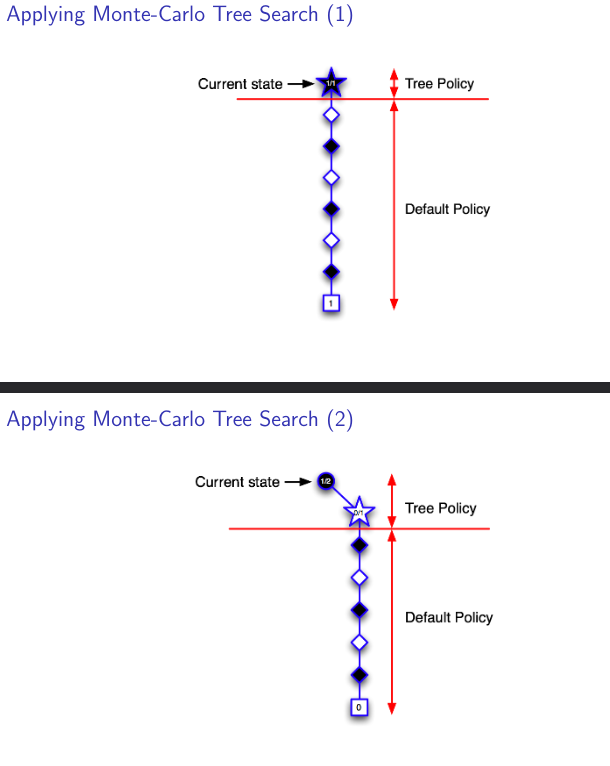 Applying Monte-Carlo Tree Search (1)
Current state
1/1
Tree Policy
Default Policy
1
Applying Monte-Carlo Tree Search (2)
Current state
1/2
0/1
Tree Policy
Default Policy
0